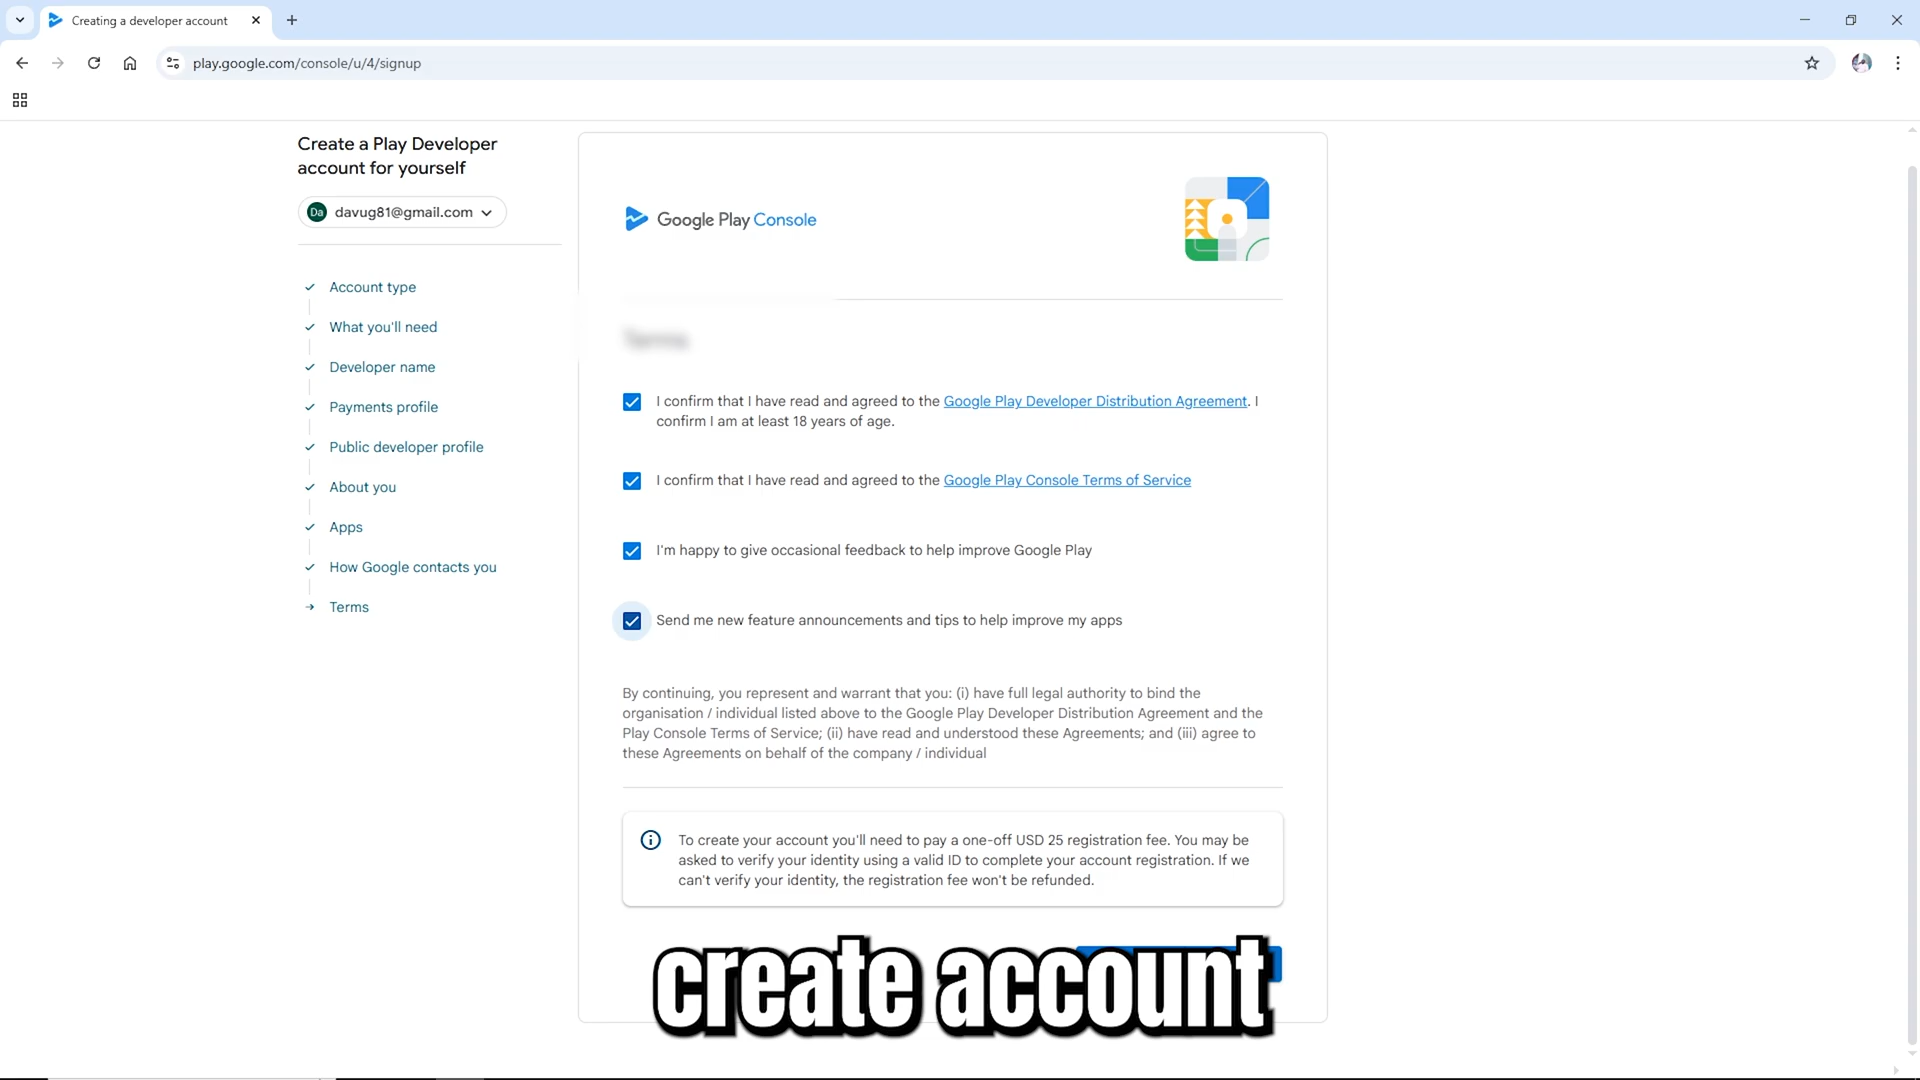 Creating a developer account
play.google.com/console/u/4/signup
Create a Play Developer
account for yourself
Da davug81@gmail.com
Account type
What you'll need
Developer name
Payments profile
Public developer profile
About you
Apps
How Google contacts you
Terms
Google Play Console
Terms
I confirm that I have read and agreed to the Google Play Developer Distribution Agreement. I
confirm I am at least 18 years of age.
I confirm that I have read and agreed to the Google Play Console Terms of Service
I'm happy to give occasional feedback to help improve Google Play
Send me new feature announcements and tips to help improve my apps
By continuing, you represent and warrant that you: (i) have full legal authority to bind the
organisation / individual listed above to the Google Play Developer Distribution Agreement and the
Play Console Terms of Service; (ii) have read and understood these Agreements; and (iii) agree to
these Agreements on behalf of the company / individual
To create your account you'll need to pay a one-off USD 25 registration fee. You may be
asked to verify your identity using a valid ID to complete your account registration. If we
can't verify your identity, the registration fee won't be refunded.
create account